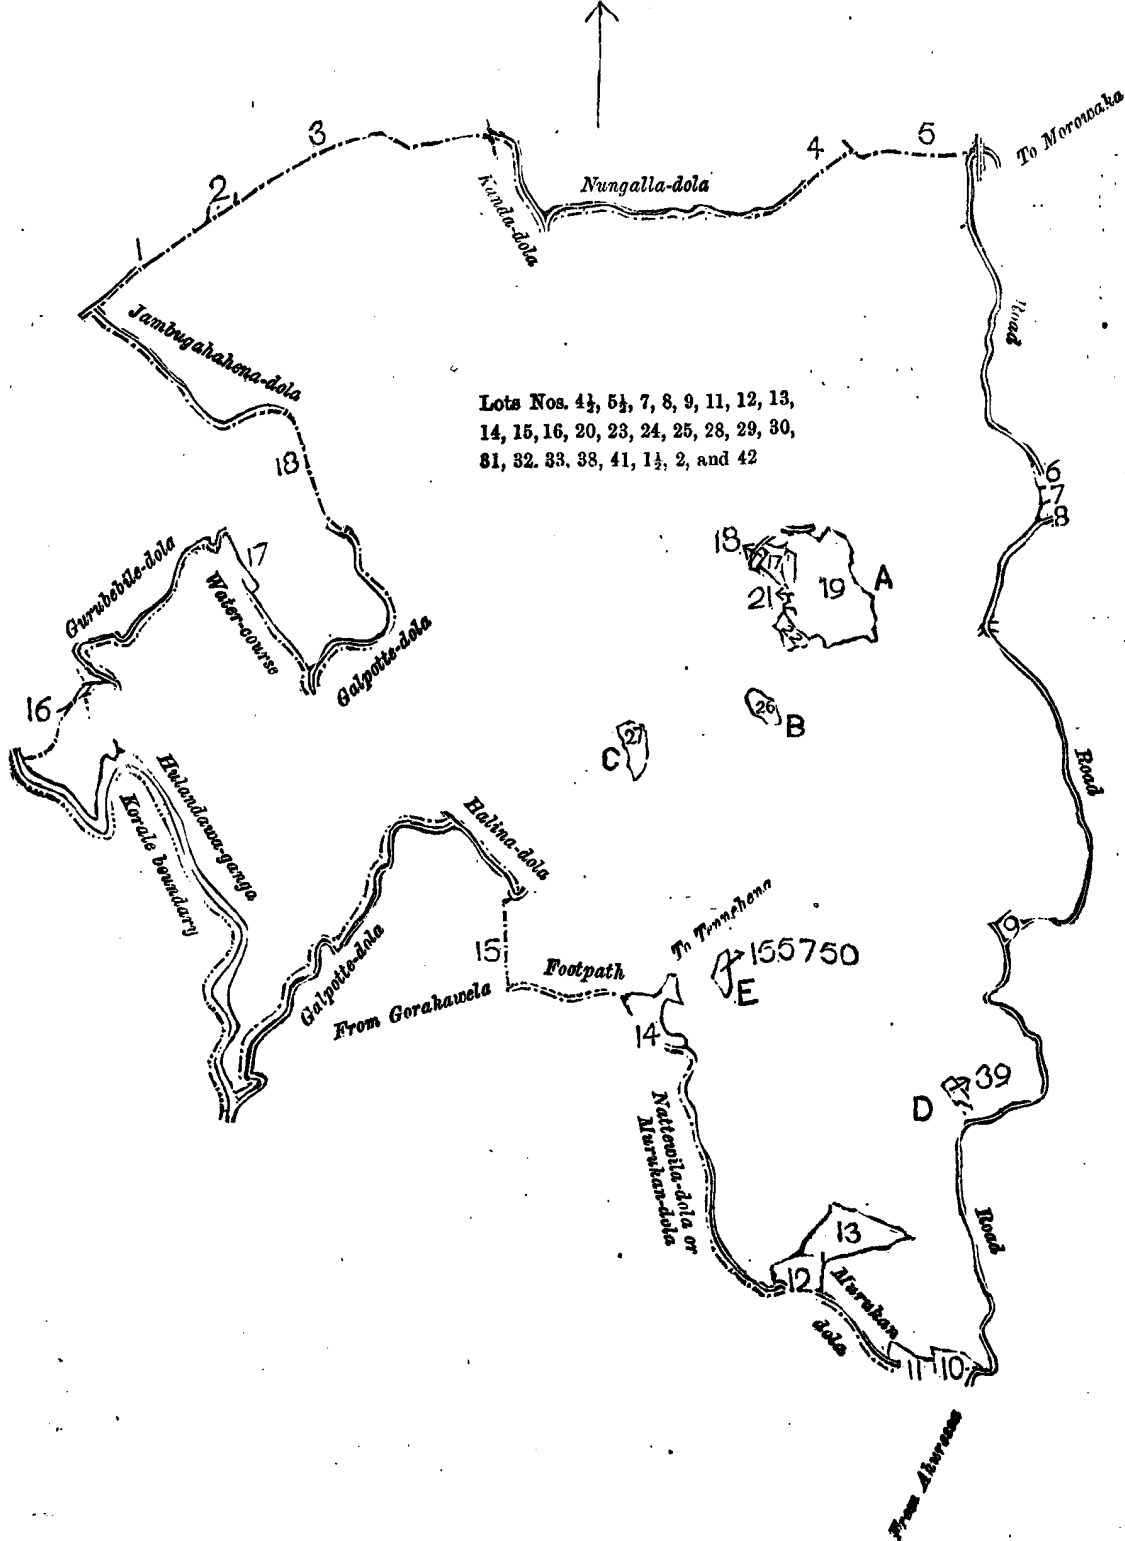 3
4
5
To Morowaka
2
Kanda-dola
Nungalla-dola
1
Jambugahahena-dola
Road
Lots Nos. 4½, 5½, 7, 8, 9, 11, 12, 13,
14, 15, 16, 20, 23, 24, 25, 28, 29, 30,
31, 32. 33. 38, 41, 1½, 2, and 42
18
6
7
8
Gurubebile-dola
17
Water-course
Galpotte-dola
18
17
19
A
21
22
16
26
B
27
C
Road
Hulandawa-ganga
Korale boundary
Halina-dola
Galpotte-dola
15
From Gorakawela
Footpath
To Tennehena
155750
E
9
14
39
D
Nattewila-dola or
Murukan-dola
Road
13
12
Murukan
dola
11
10
From Akuressa